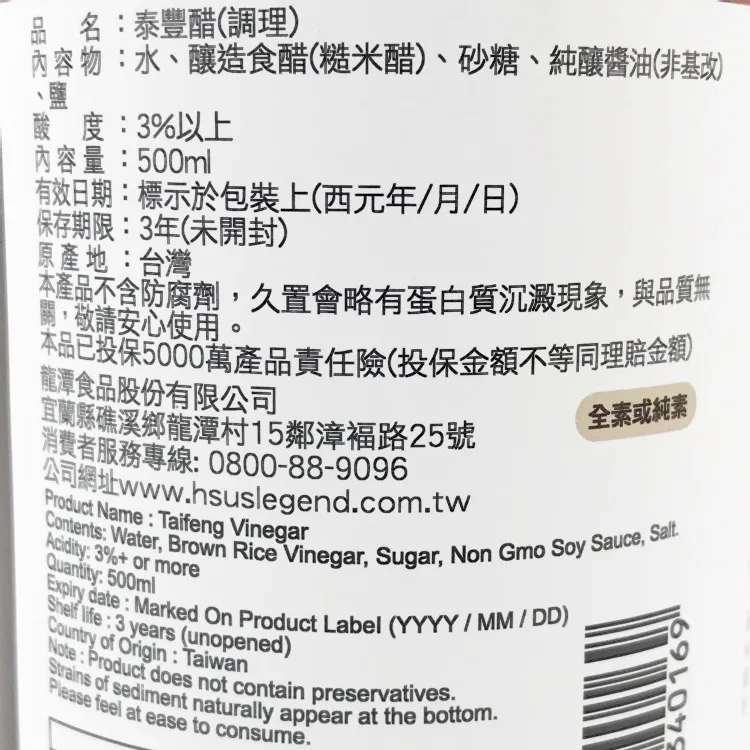 品 名：泰豐醋(調理)
內容物：水、釀造食醋(糙米醋)、砂糖、純釀醬油(非基改)
、鹽
酸 度：3%以上
內容量：500ml
有效日期：標示於包裝上(西元年/月/日)
保存期限：3年(未開封)
原產地：台灣
本產品不含防腐劑，久置會略有蛋白質沉澱現象，與品質無
關，敬請安心使用。
本品已投保5000萬產品責任險(投保金額不等同理賠金額)
龍潭食品股份有限公司
宜蘭縣礁溪鄉龍潭村15鄰漳福路25號
全素或純素
消費者服務專線: 0800-88-9096
公司網址www.hsuslegend.com.tw
Product Name : Taifeng Vinegar
Contents: Water, Brown Rice Vinegar, Sugar, Non Gmo Soy Sauce, Salt.
Acidity: 3%+ or more
Quantity: 500ml
Expiry date : Marked On Product Label (YYYY / MM / DD)
Shelf life : 3 years (unopened)
Country of Origin : Taiwan
Note : Product does not contain preservatives.
Strains of sediment naturally appear at the bottom.
Please feel at ease to consume.
40169